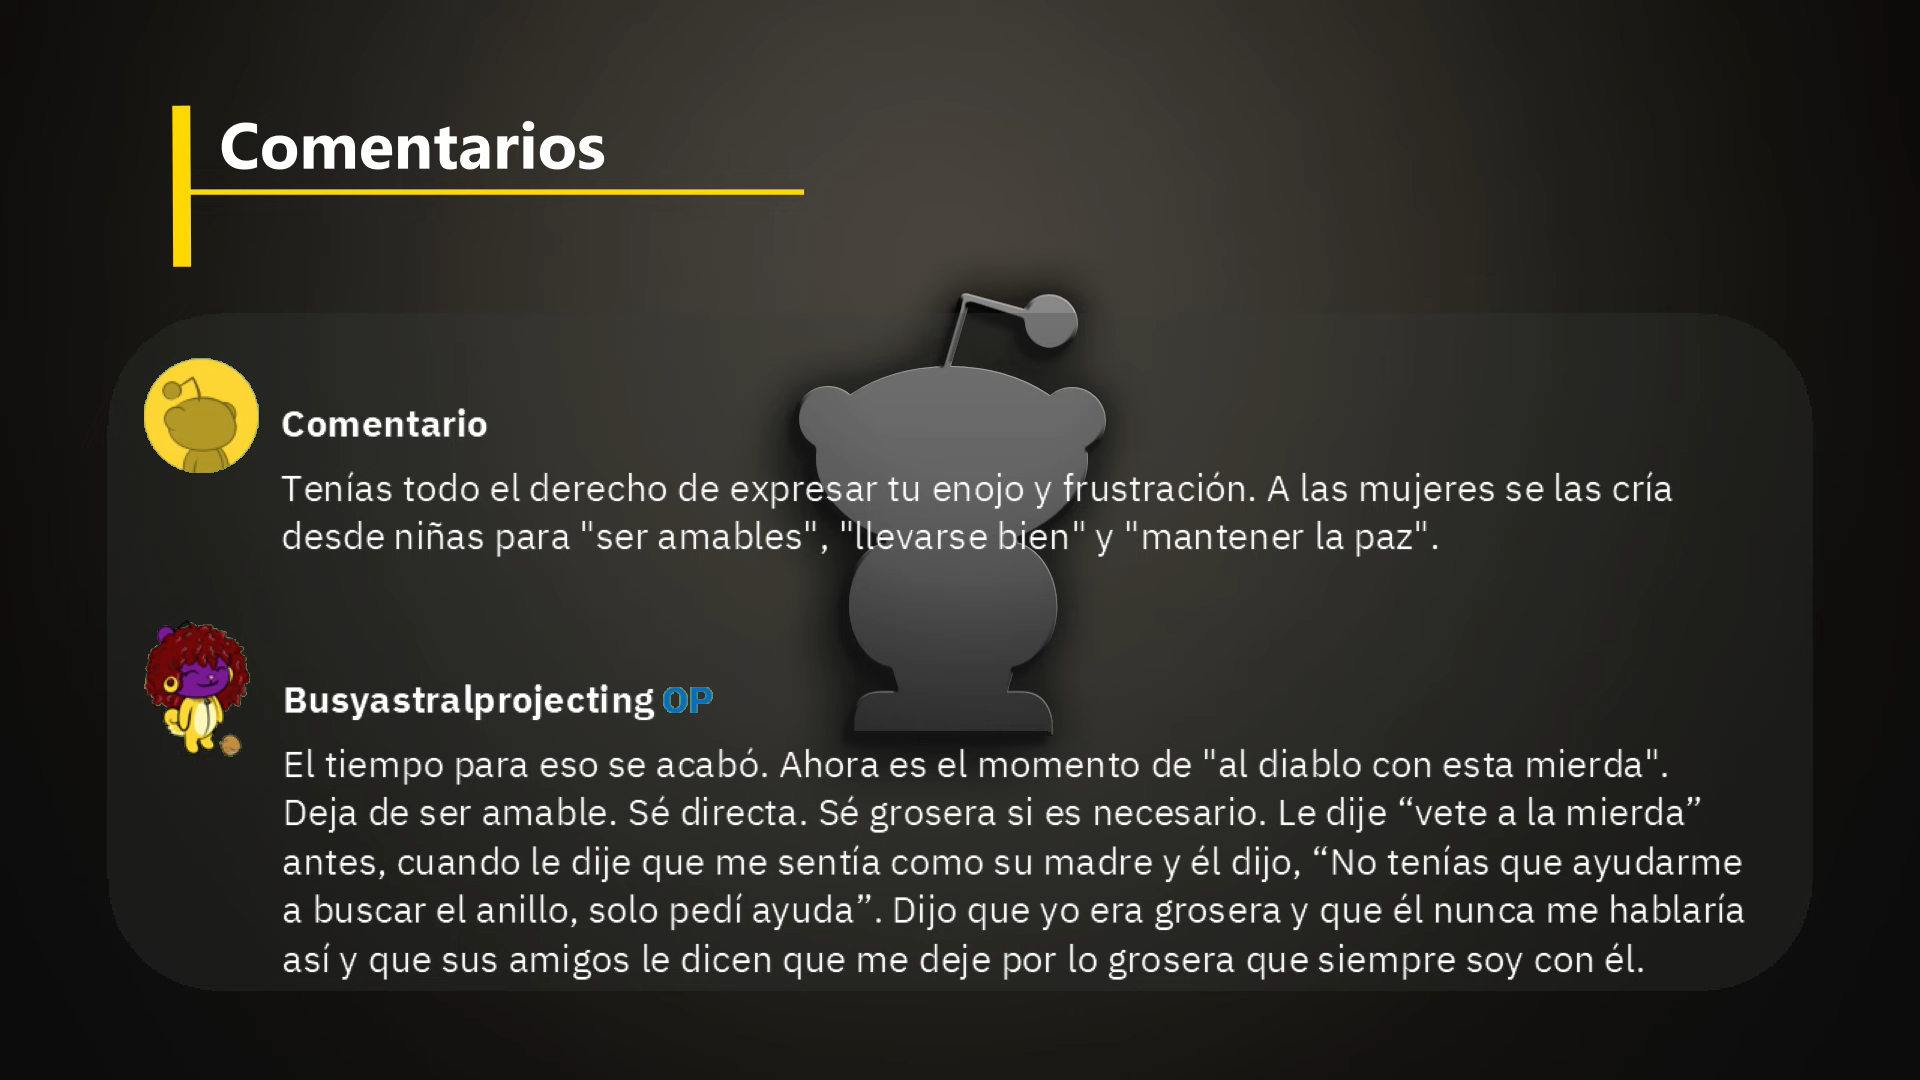 Comentarios
Comentario
Tenías todo el derecho de expresar tu enojo y frustración. A las mujeres se las cría
desde niñas para "ser amables", "llevarse bien" y "mantener la paz".
Busyastralprojecting OP
El tiempo para eso se acabó. Ahora es el momento de "al diablo con esta mierda".
Deja de ser amable. Sé directa. Sé grosera si es necesario. Le dije “vete a la mierda”
antes, cuando le dije que me sentía como su madre y él dijo, “No tenías que ayudarme
a buscar el anillo, solo pedí ayuda”. Dijo que yo era grosera y que él nunca me hablaría
así y que sus amigos le dicen que me deje por lo grosera que siempre soy con él.